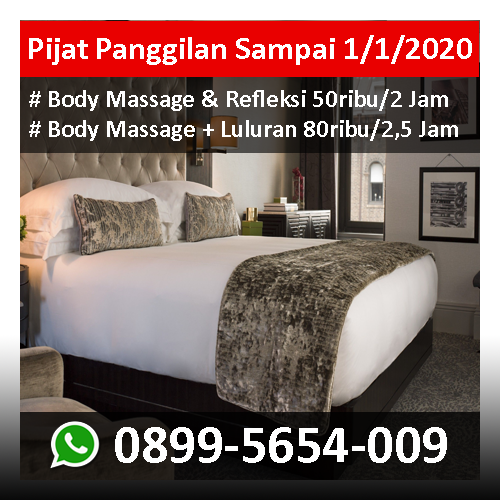 Pijat Panggilan Sampai 1/1/2020
# Body Massage & Refleksi 50ribu/2 Jam
# Body Massage + Luluran 80ribu/2,5 Jam
0899-5654-009